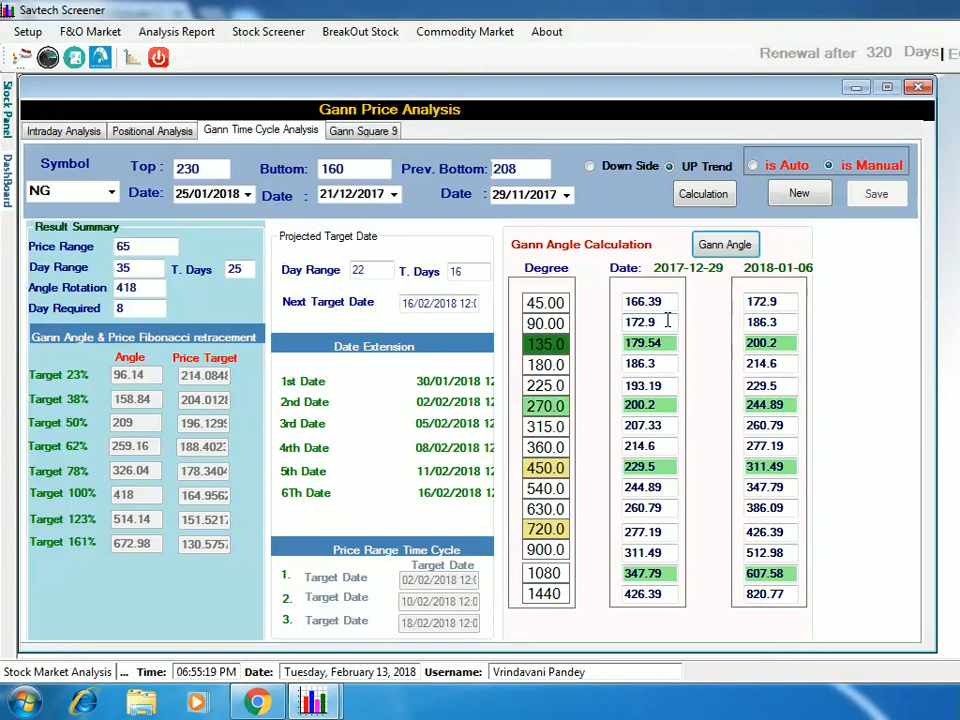 Savtech Screener
Setup F&O Market Analysis Report Stock Screener BreakOut Stock Commodity Market About
Renewal after 320 Days
Gann Price Analysis
Intraday Analysis Positional Analysis Gann Time Cycle Analysis Gann Square 9
Stock Panel
DashBoard
Symbol Top : 230 Buttom: 160 Prev. Bottom: 208 Down Side UP Trend is Auto is Manual
NG Date: 25/01/2018 Date : 21/12/2017 Date : 29/11/2017 Calculation New Save
Result Summary
Price Range 65
Day Range 35 T. Days 25
Angle Rotation 418
Day Required 8
Gann Angle & Price Fibonacci retracement
Angle Price Target
Target 23% 96.14 214.0848
Target 38% 158.84 204.0128
Target 50% 209 196.1295
Target 62% 259.16 188.4023
Target 78% 326.04 178.3404
Target 100% 418 164.9562
Target 123% 514.14 151.5217
Target 161% 672.98 130.5757
Projected Target Date
Day Range 22 T. Days 16
Next Target Date 16/02/2018 12:0
Date Extension
1st Date 30/01/2018 12
2nd Date 02/02/2018 12
3rd Date 05/02/2018 12
4rth Date 08/02/2018 12
5th Date 11/02/2018 12
6Th Date 16/02/2018 12
Price Range Time Cycle
Target Date
1. Target Date 02/02/2018 12:0
2. Target Date 10/02/2018 12:0
3. Target Date 18/02/2018 12:0
Gann Angle Calculation Gann Angle
Degree Date: 2017-12-29 2018-01-06
45.00 166.39 172.9
90.00 172.9 186.3
135.0 179.54 200.2
180.0 186.3 214.6
225.0 193.19 229.5
270.0 200.2 244.89
315.0 207.33 260.79
360.0 214.6 277.19
450.0 229.5 311.49
540.0 244.89 347.79
630.0 260.79 386.09
720.0 277.19 426.39
900.0 311.49 512.98
1080 347.79 607.58
1440 426.39 820.77
Stock Market Analysis ... Time: 06:55:19 PM Date: Tuesday, February 13, 2018 Username: Vrindavani Pandey